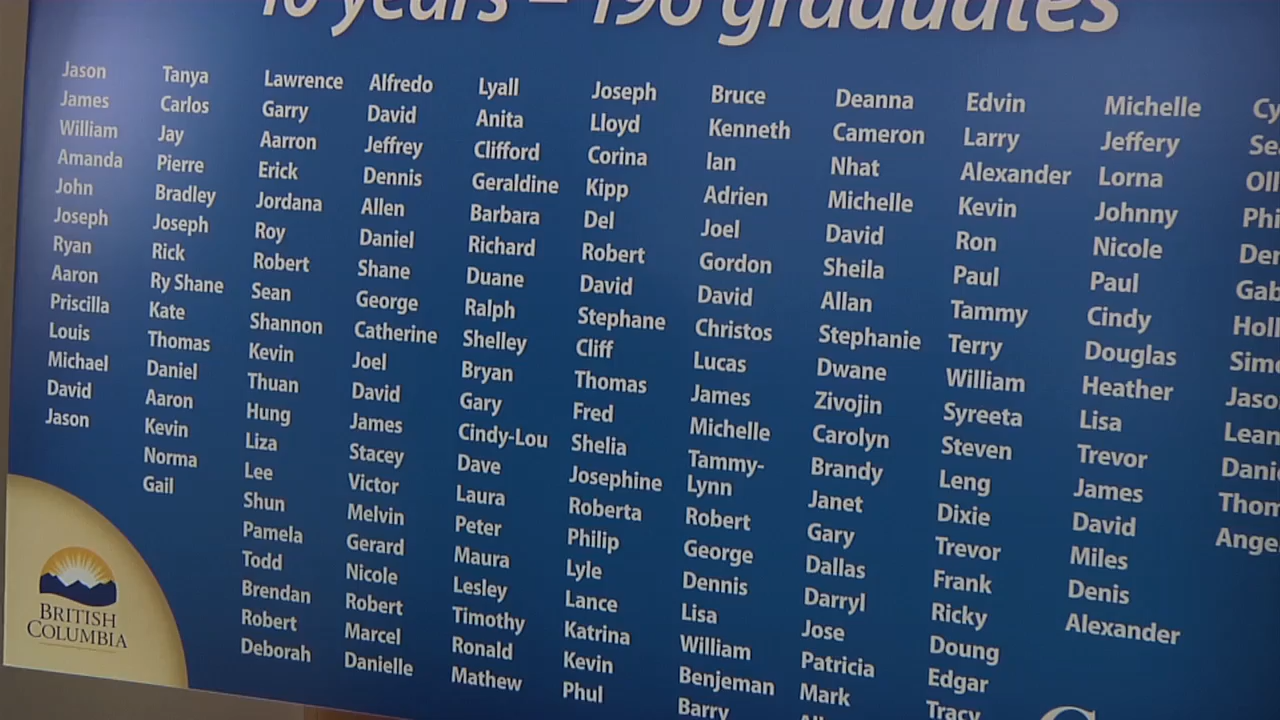 10 years – 196 graduates
Jason
James
William
Amanda
John
Joseph
Ryan
Aaron
Priscilla
Louis
Michael
David
Jason
Tanya
Carlos
Jay
Pierre
Bradley
Joseph
Rick
Ry Shane
Kate
Thomas
Daniel
Aaron
Kevin
Norma
Gail
Lawrence
Garry
Aarron
Erick
Jordana
Roy
Robert
Sean
Shannon
Kevin
Thuan
Hung
Liza
Lee
Shun
Pamela
Todd
Brendan
Robert
Deborah
Alfredo
David
Jeffrey
Dennis
Allen
Daniel
Shane
George
Catherine
Joel
David
James
Stacey
Victor
Melvin
Gerard
Nicole
Robert
Marcel
Danielle
Lyall
Anita
Clifford
Geraldine
Barbara
Richard
Duane
Ralph
Shelley
Bryan
Gary
Cindy-Lou
Dave
Laura
Peter
Maura
Lesley
Timothy
Ronald
Mathew
Joseph
Lloyd
Corina
Kipp
Del
Robert
David
Stephane
Cliff
Thomas
Fred
Shelia
Josephine
Roberta
Philip
Lyle
Lance
Katrina
Kevin
Phul
Bruce
Kenneth
Ian
Adrien
Joel
Gordon
David
Christos
Lucas
James
Michelle
Tammy-
Lynn
Robert
George
Dennis
Lisa
William
Benjeman
Barry
Deanna
Cameron
Nhat
Michelle
David
Sheila
Allan
Stephanie
Dwane
Zivojin
Carolyn
Brandy
Janet
Gary
Dallas
Darryl
Jose
Patricia
Mark
Edvin
Larry
Alexander
Kevin
Ron
Paul
Tammy
Terry
William
Syreeta
Steven
Leng
Dixie
Trevor
Frank
Ricky
Doung
Edgar
Tracy
Michelle
Jeffery
Lorna
Johnny
Nicole
Paul
Cindy
Douglas
Heather
Lisa
Trevor
James
David
Miles
Denis
Alexander
BRITISH
COLUMBIA